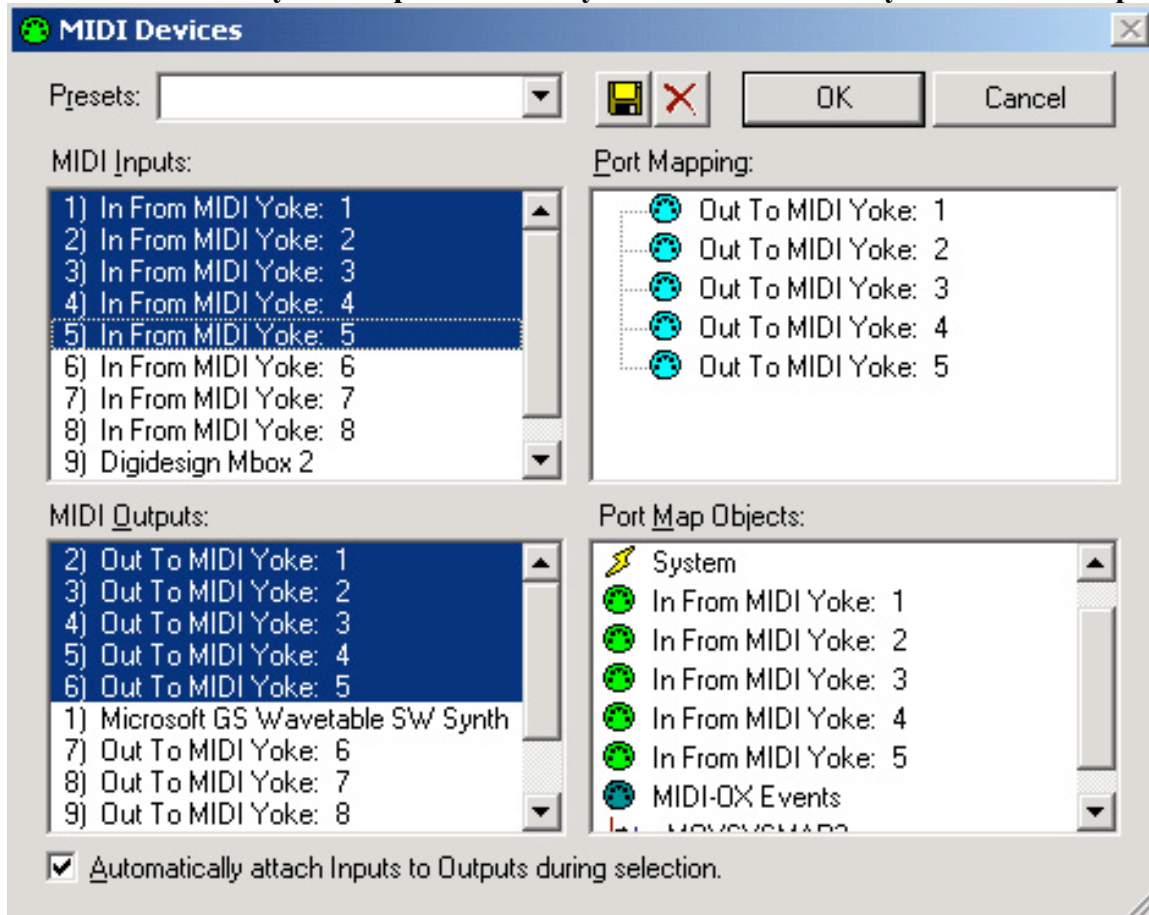 MIDI Devices
Presets:
OK
Cancel
MIDI Inputs:
1) In From MIDI Yoke: 1
2) In From MIDI Yoke: 2
3) In From MIDI Yoke: 3
4) In From MIDI Yoke: 4
5) In From MIDI Yoke: 5
6) In From MIDI Yoke: 6
7) In From MIDI Yoke: 7
8) In From MIDI Yoke: 8
9) Digidesign Mbox 2
Port Mapping:
Out To MIDI Yoke: 1
Out To MIDI Yoke: 2
Out To MIDI Yoke: 3
Out To MIDI Yoke: 4
Out To MIDI Yoke: 5
MIDI Outputs:
2) Out To MIDI Yoke: 1
3) Out To MIDI Yoke: 2
4) Out To MIDI Yoke: 3
5) Out To MIDI Yoke: 4
6) Out To MIDI Yoke: 5
1) Microsoft GS Wavetable SW Synth
7) Out To MIDI Yoke: 6
8) Out To MIDI Yoke: 7
9) Out To MIDI Yoke: 8
Port Map Objects:
System
In From MIDI Yoke: 1
In From MIDI Yoke: 2
In From MIDI Yoke: 3
In From MIDI Yoke: 4
In From MIDI Yoke: 5
MIDI-OX Events
Automatically attach Inputs to Outputs during selection.